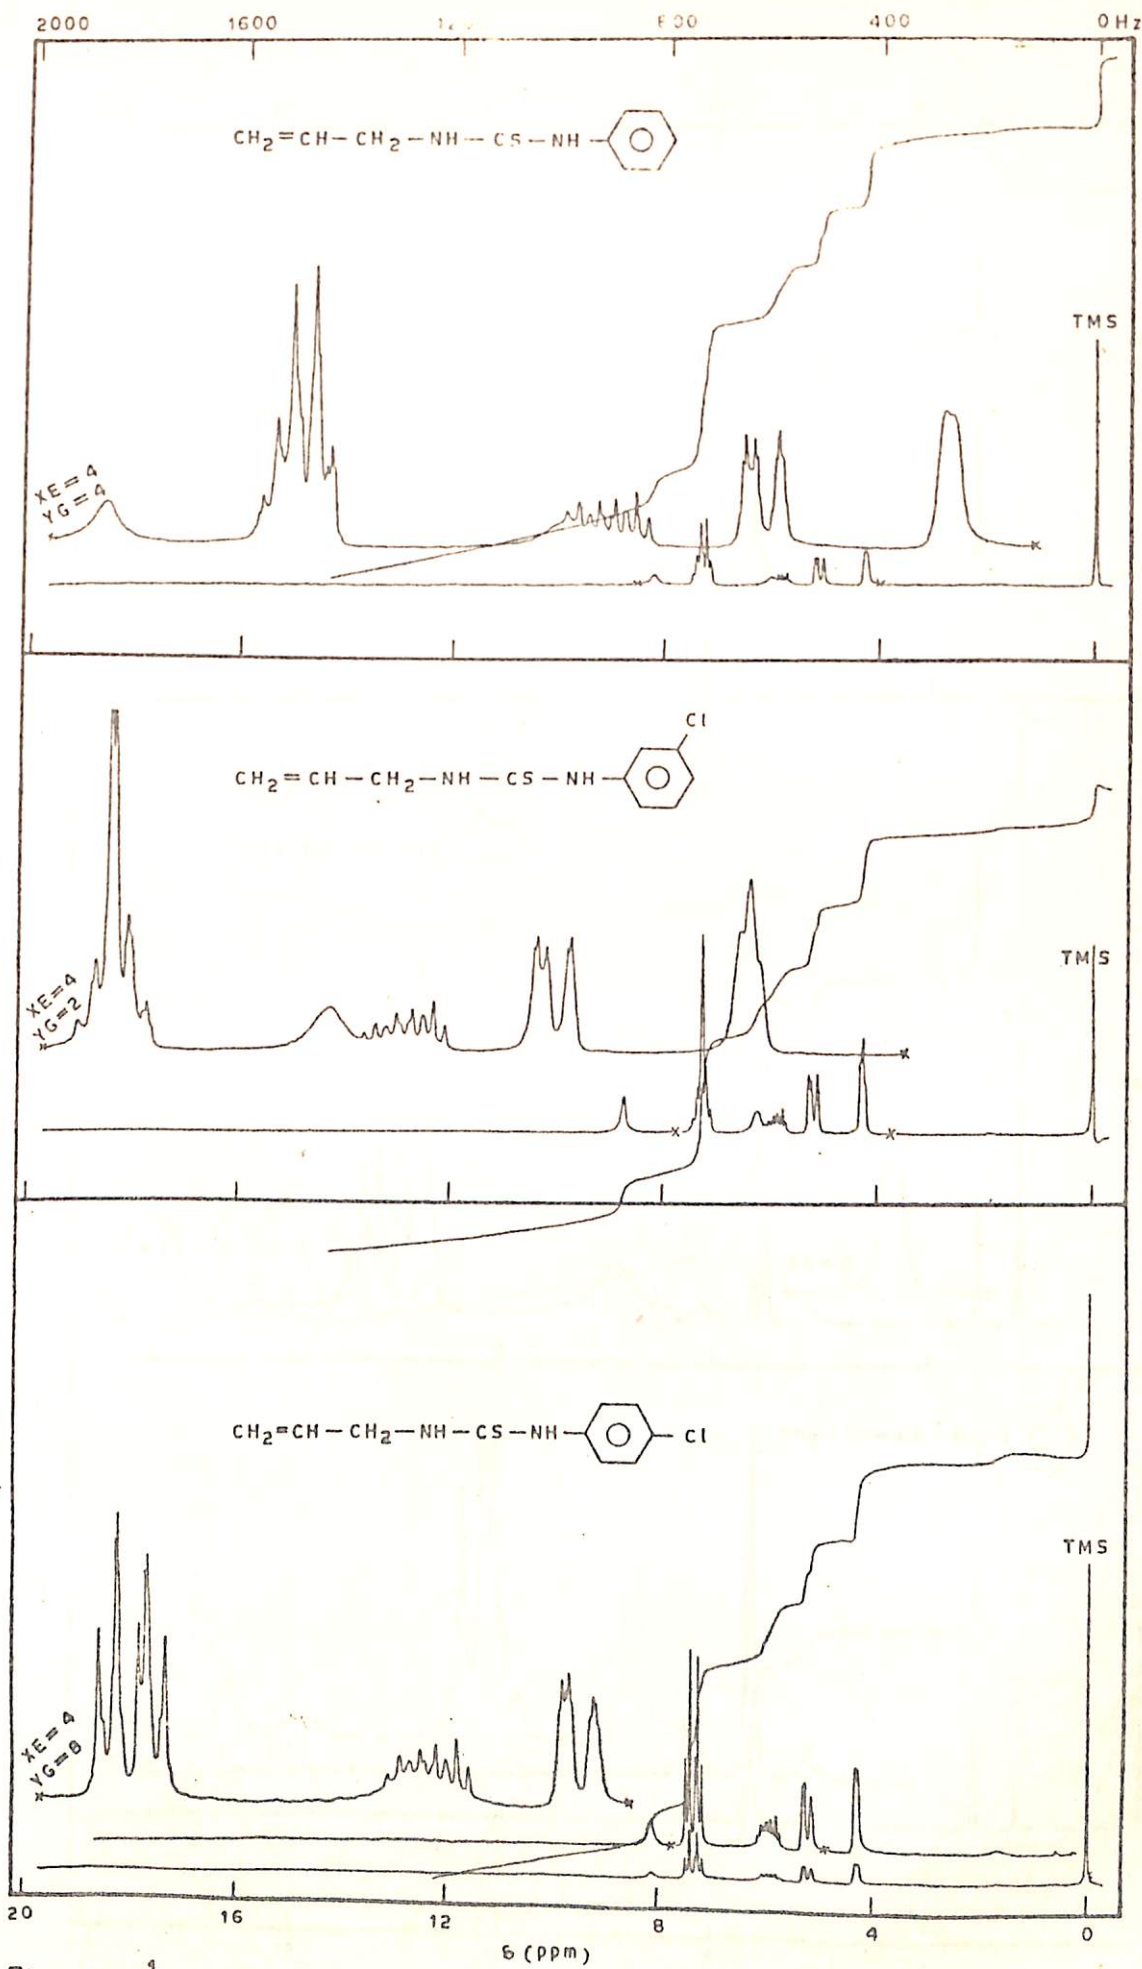 2000 1600 800 400 0Hz
CH₂=CH-CH₂-NH-CS-NH-
TMS
XE=4
YG=4
Cl
CH₂=CH-CH₂-NH-CS-NH-
TMS
XE=4
YG=2
CH₂=CH-CH₂-NH-CS-NH- -Cl
TMS
XE=4
YG=8
20 16 12 8 4 0
δ (ppm)